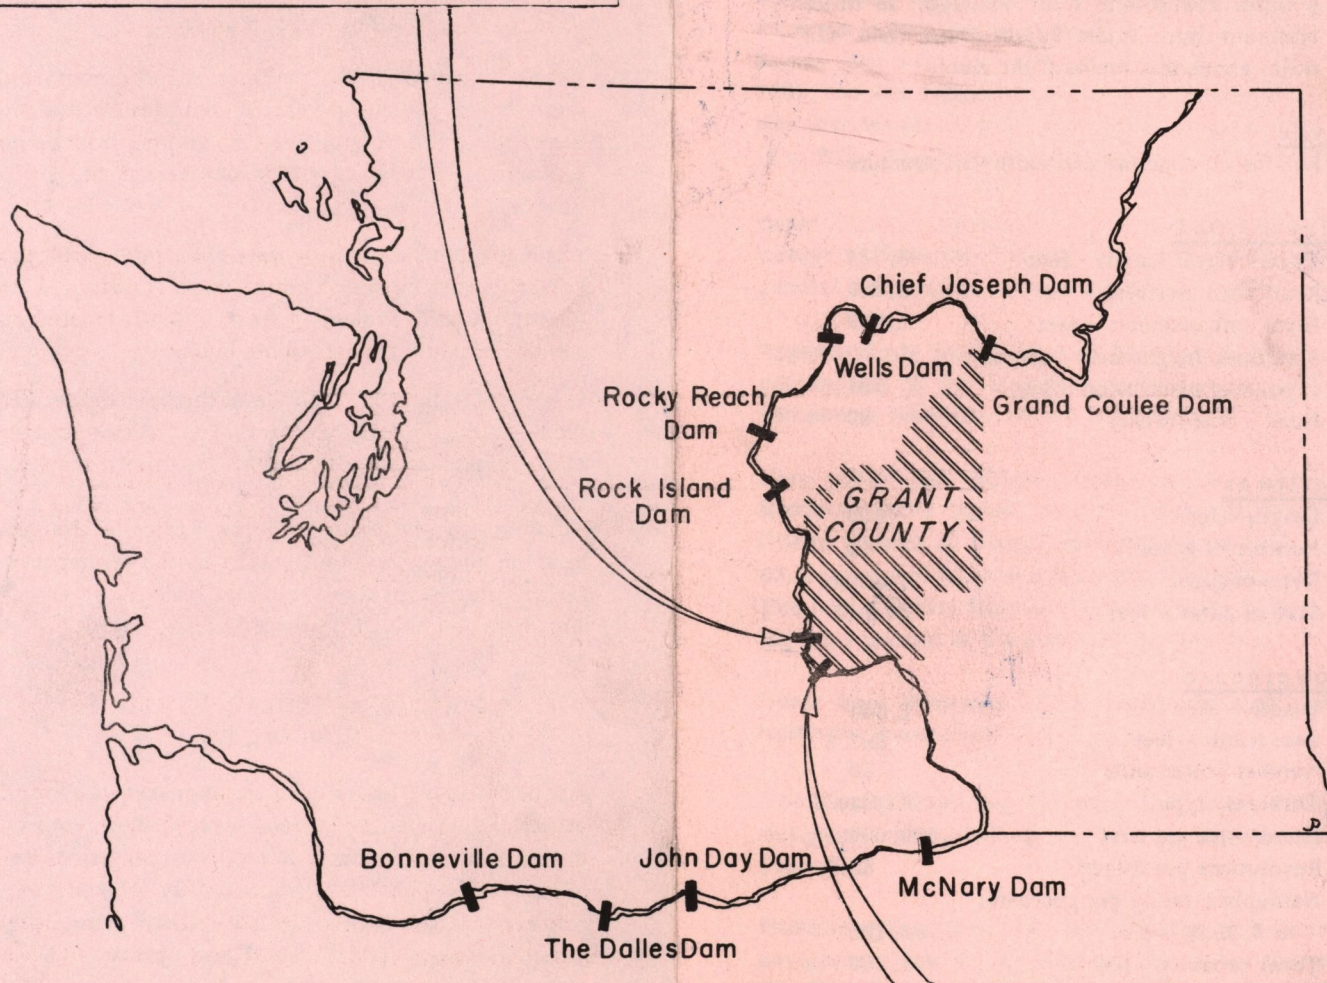 Chief Joseph Dam
Wells Dam
Rocky Reach
Dam
Grand Coulee Dam
Rock Island
Dam
GRANT
COUNTY
Bonneville Dam
John Day Dam
McNary Dam
The Dalles Dam